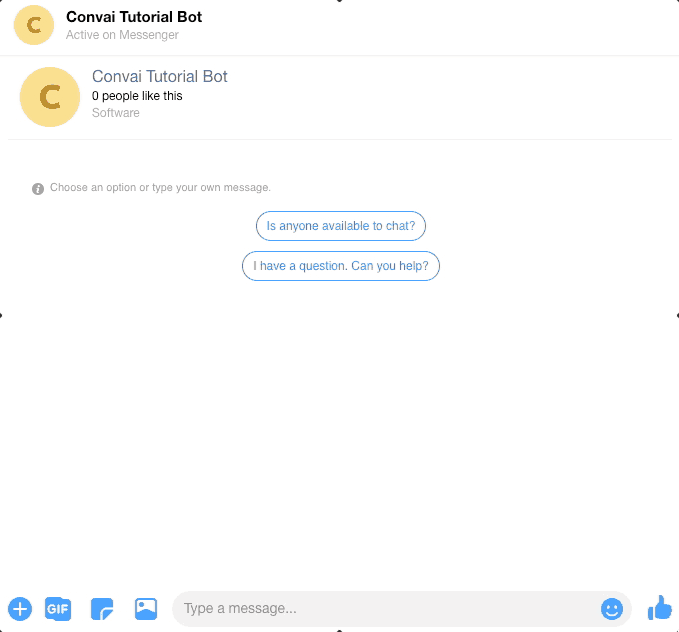 C
Convai Tutorial Bot
Active on Messenger
C
Convai Tutorial Bot
0 people like this
Software
i Choose an option or type your own message.
Is anyone available to chat?
I have a question. Can you help?
GIF
Type a message...